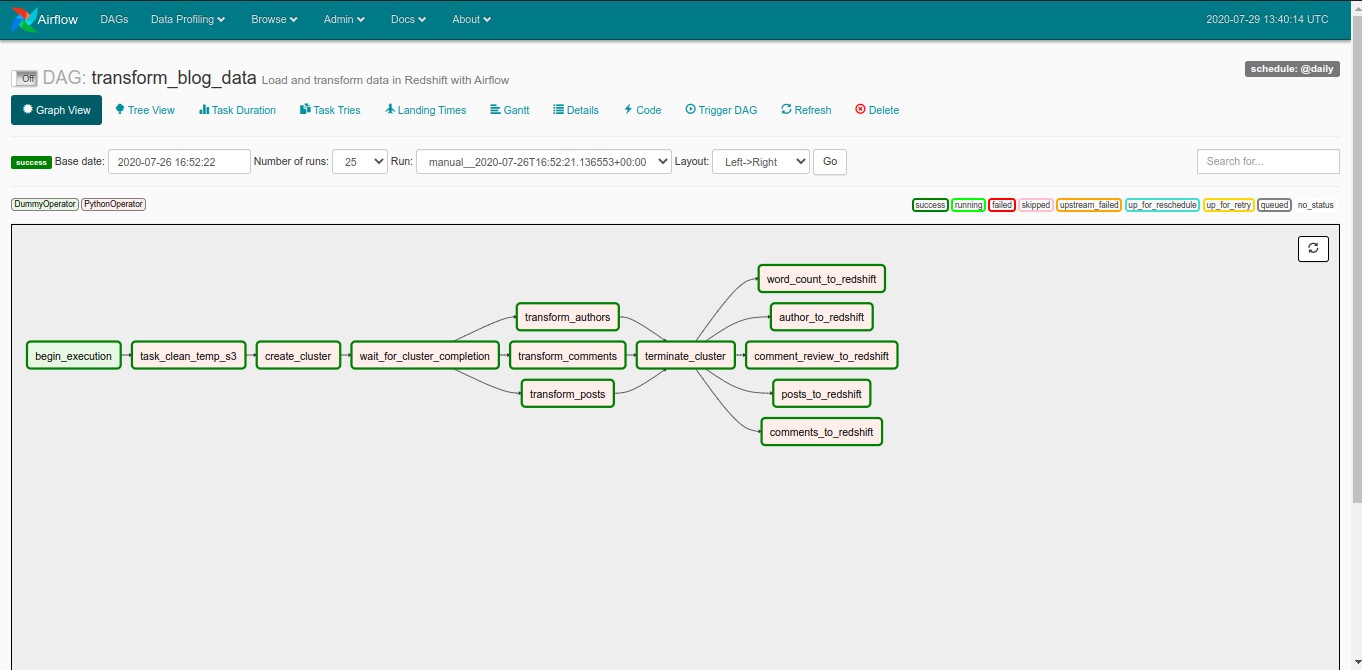 Airflow DAGs Data Profiling Browse Admin Docs About 2020-07-29 13:40:14 UTC
Off DAG: transform_blog_data Load and transform data in Redshift with Airflow schedule: @daily
Graph View Tree View Task Duration Task Tries Landing Times Gantt Details Code Trigger DAG Refresh Delete
success Base date: 2020-07-26 16:52:22 Number of runs: 25 Run: manual__2020-07-26T16:52:21.136553+00:00 Layout: Left->Right Go Search for...
DummyOperator PythonOperator success running failed skipped upstream_failed up_for_reschedule up_for_retry queued no_status
word_count_to_redshift
transform_authors author_to_redshift
begin_execution task_clean_temp_s3 create_cluster wait_for_cluster_completion transform_comments terminate_cluster comment_review_to_redshift
transform_posts posts_to_redshift
comments_to_redshift